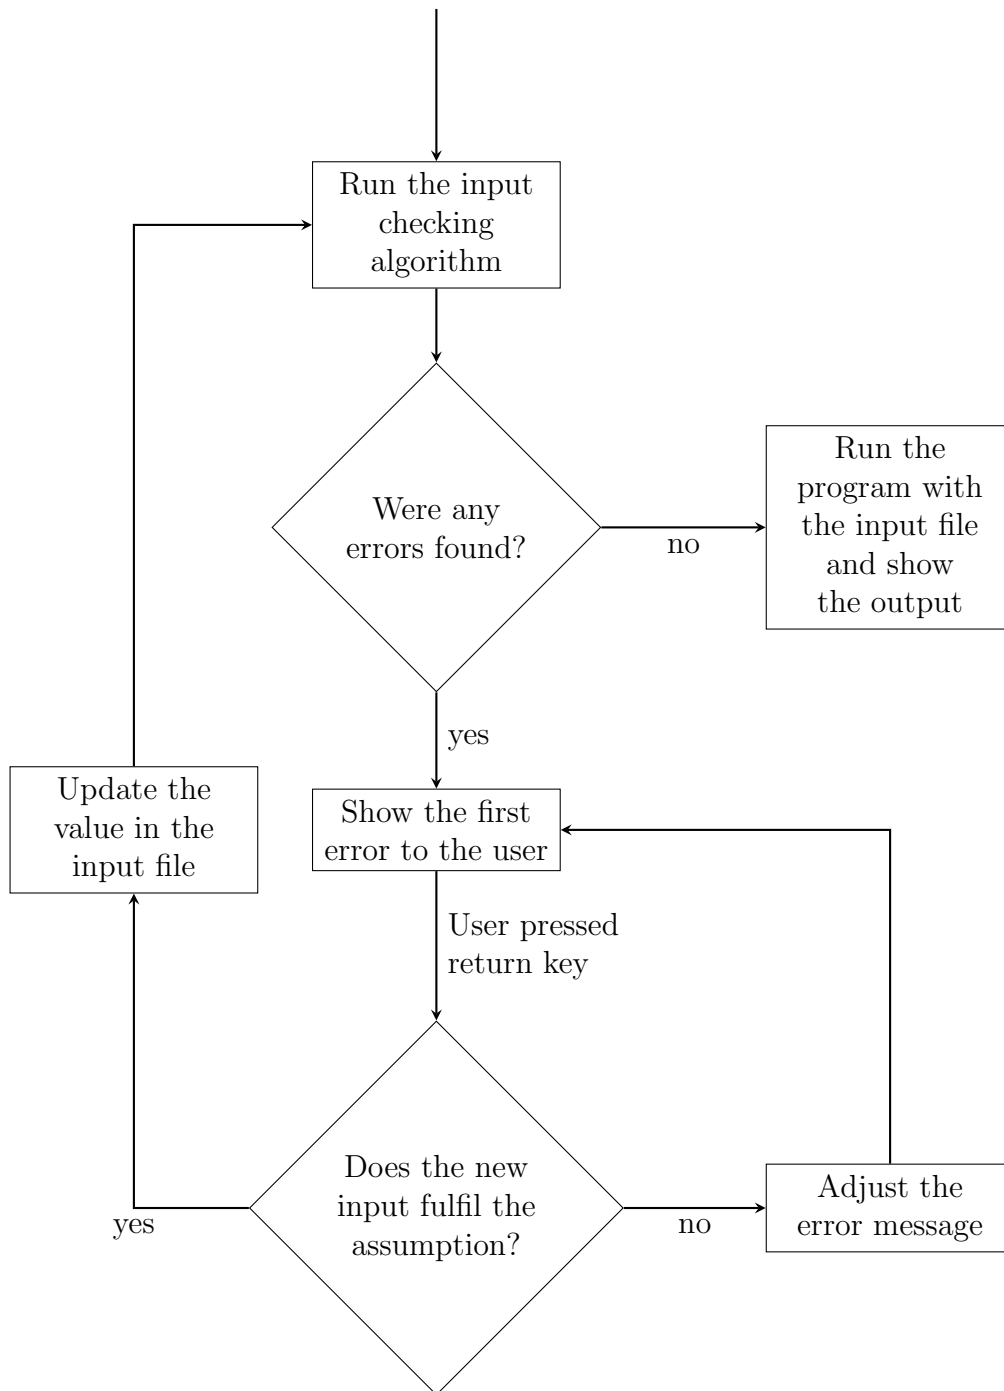 Run the input
checking
algorithm
Were any
errors found?
no
Run the
program with
the input file
and show
the output
yes
Update the
value in the
input file
Show the first
error to the user
User pressed
return key
Does the new
input fulfil the
assumption?
yes
no
Adjust the
error message